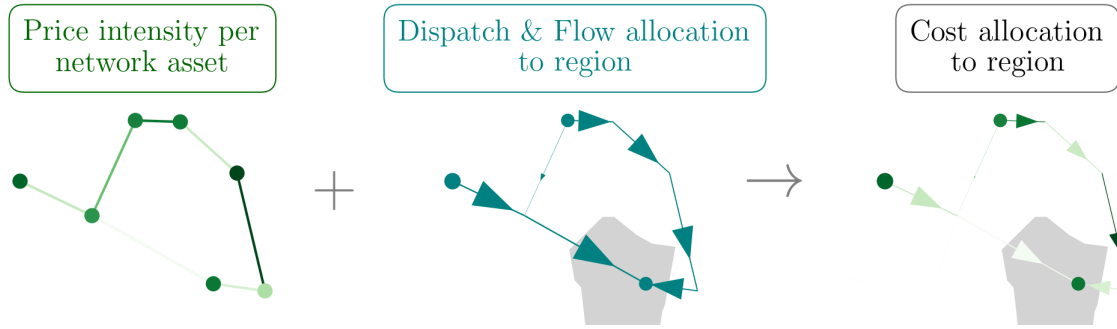 Price intensity per
network asset
Dispatch & Flow allocation
to region
Cost allocation
to region